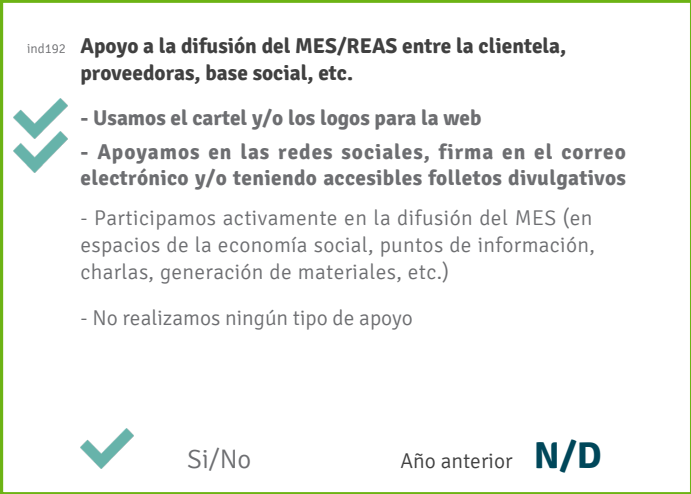 ind192 Apoyo a la difusión del MES/REAS entre la clientela,
proveedoras, base social, etc.
- Usamos el cartel y/o los logos para la web
- Apoyamos en las redes sociales, firma en el correo
electrónico y/o teniendo accesibles folletos divulgativos
- Participamos activamente en la difusión del MES (en
espacios de la economía social, puntos de información,
charlas, generación de materiales, etc.)
- No realizamos ningún tipo de apoyo
Si/No Año anterior N/D